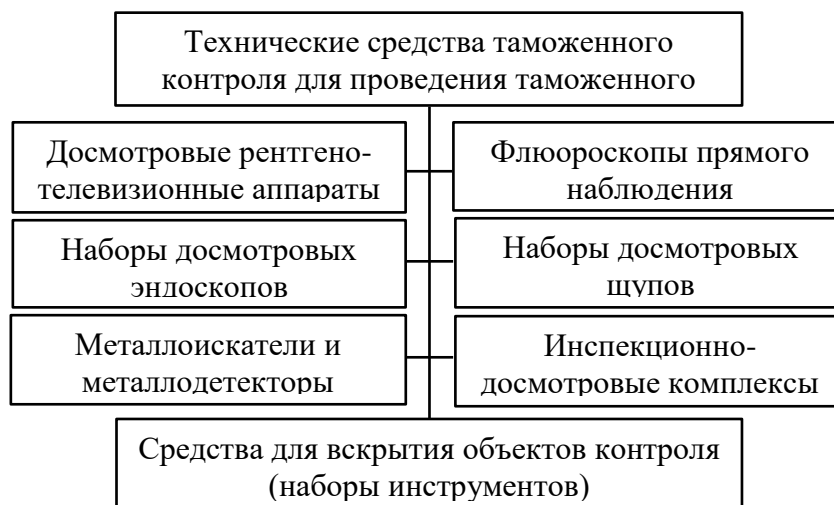 Технические средства таможенного
контроля для проведения таможенного
Досмотровые рентгено-
телевизионные аппараты
Флюороскопы прямого
наблюдения
Наборы досмотровых
эндоскопов
Наборы досмотровых
щупов
Металлоискатели и
металлодетекторы
Инспекционно-
досмотровые комплексы
Средства для вскрытия объектов контроля
(наборы инструментов)